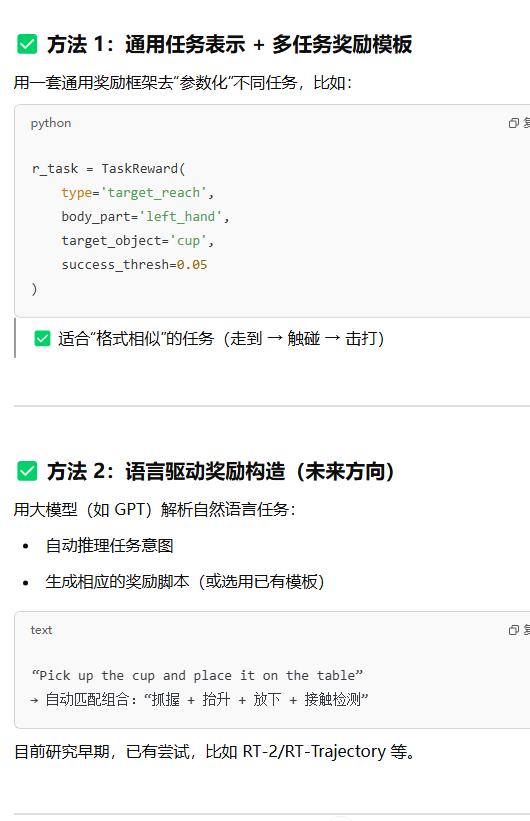 ✅ 方法 1：通用任务表示 + 多任务奖励模板
用一套通用奖励框架去“参数化”不同任务，比如：
python
r_task = TaskReward(
    type='target_reach',
    body_part='left_hand',
    target_object='cup',
    success_thresh=0.05
)
✅ 适合“格式相似”的任务（走到 → 触碰 → 击打）
✅ 方法 2：语言驱动奖励构造（未来方向）
用大模型（如 GPT）解析自然语言任务：
• 自动推理任务意图
• 生成相应的奖励脚本（或选用已有模板）
text
“Pick up the cup and place it on the table”
→ 自动匹配组合：“抓握 + 抬升 + 放下 + 接触检测”
目前研究早期，已有尝试，比如 RT-2/RT-Trajectory 等。